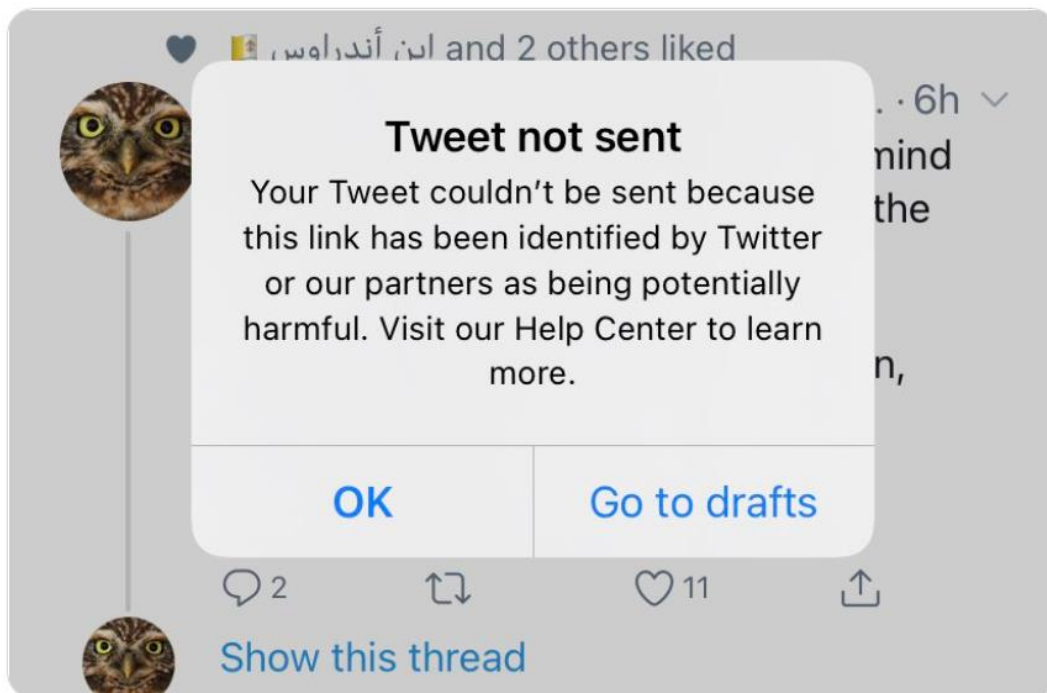 ابن أندراوس and 2 others liked
. · 6h
Tweet not sent
mind
Your Tweet couldn’t be sent because
the
this link has been identified by Twitter
or our partners as being potentially
harmful. Visit our Help Center to learn
n,
more.
OK Go to drafts
2 11
Show this thread